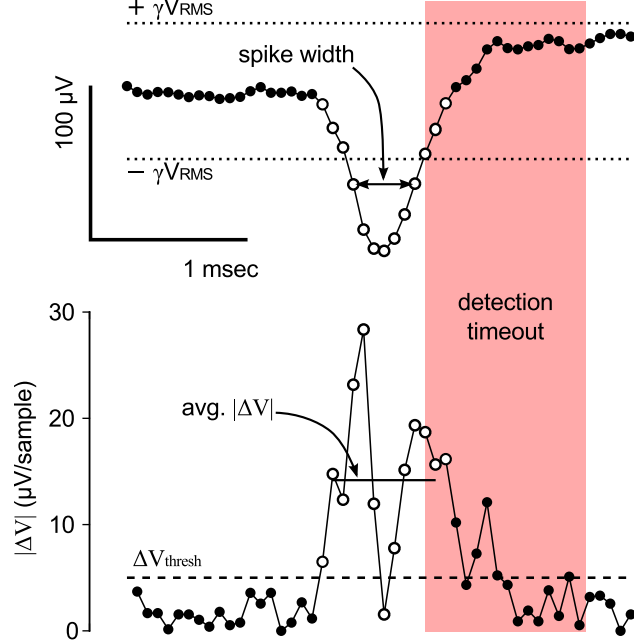 + γVRMS
spike width
100 µV
− γVRMS
1 msec
detection
timeout
30
20
10
0
|ΔV| (µV/sample)
avg. |ΔV|
ΔVthresh